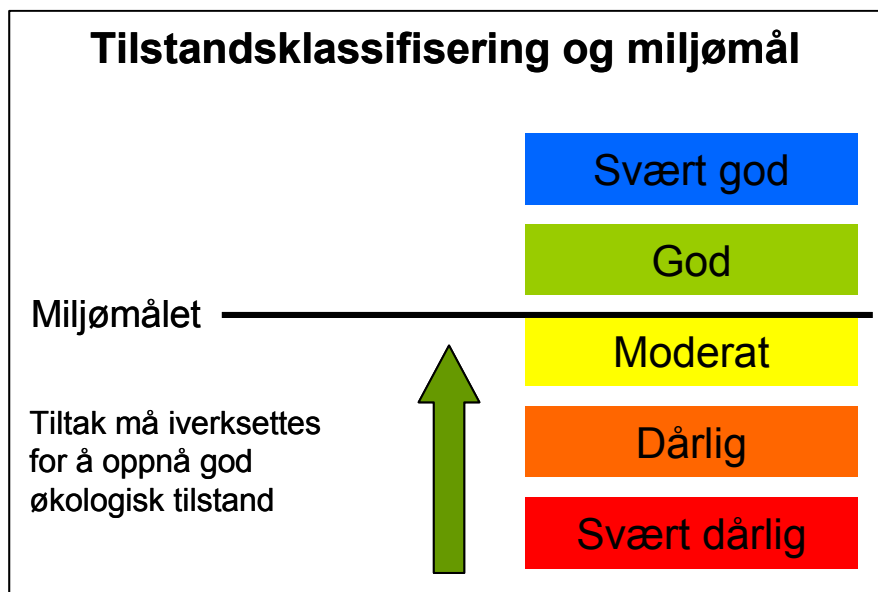 Tilstandsklassifisering og miljømål
Svært god
God
Miljømålet
Moderat
Tiltak må iverksettes
for å oppnå god
økologisk tilstand
Dårlig
Svært dårlig